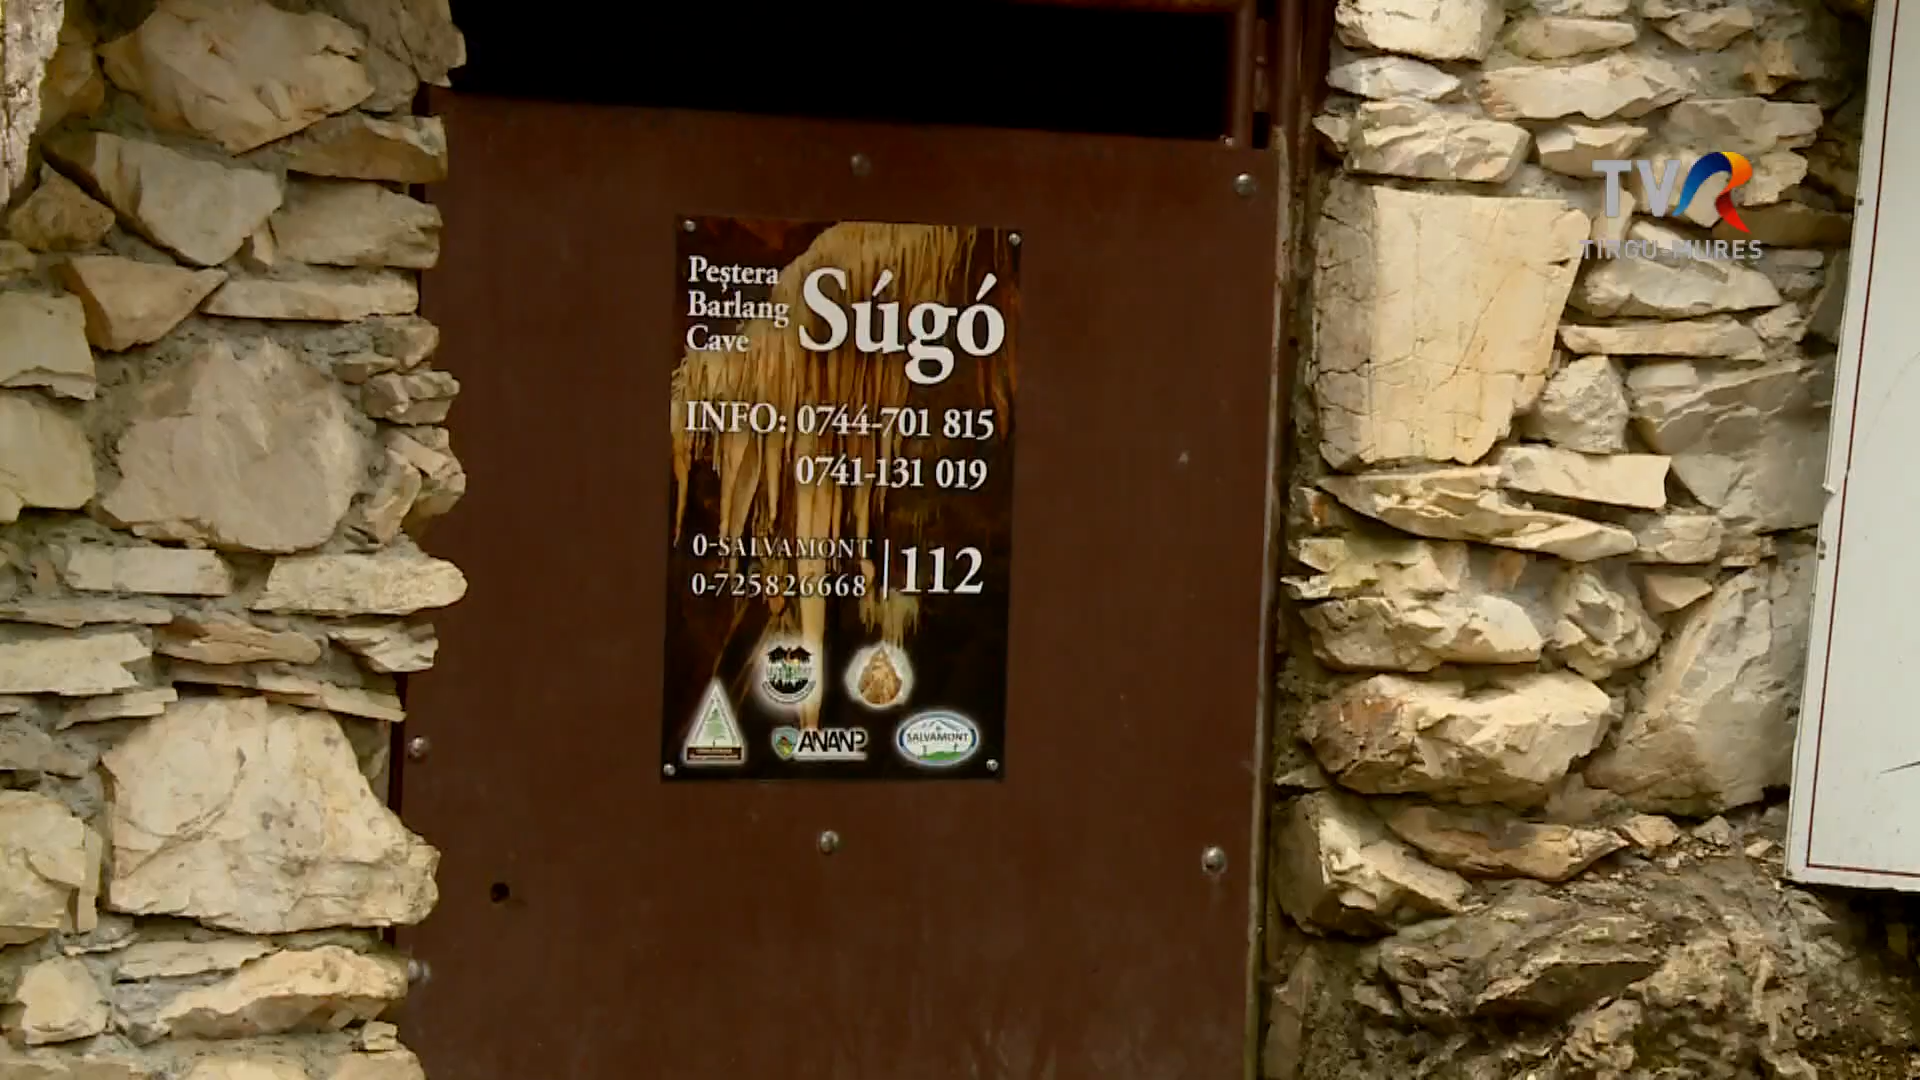 TVR
TIRGU-MURES
Peștera
Barlang
Cave
Súgó
INFO: 0744-701 815
0741-131 019
0-SALVAMONT
0-725826668
112
ANANP
SALVAMONT